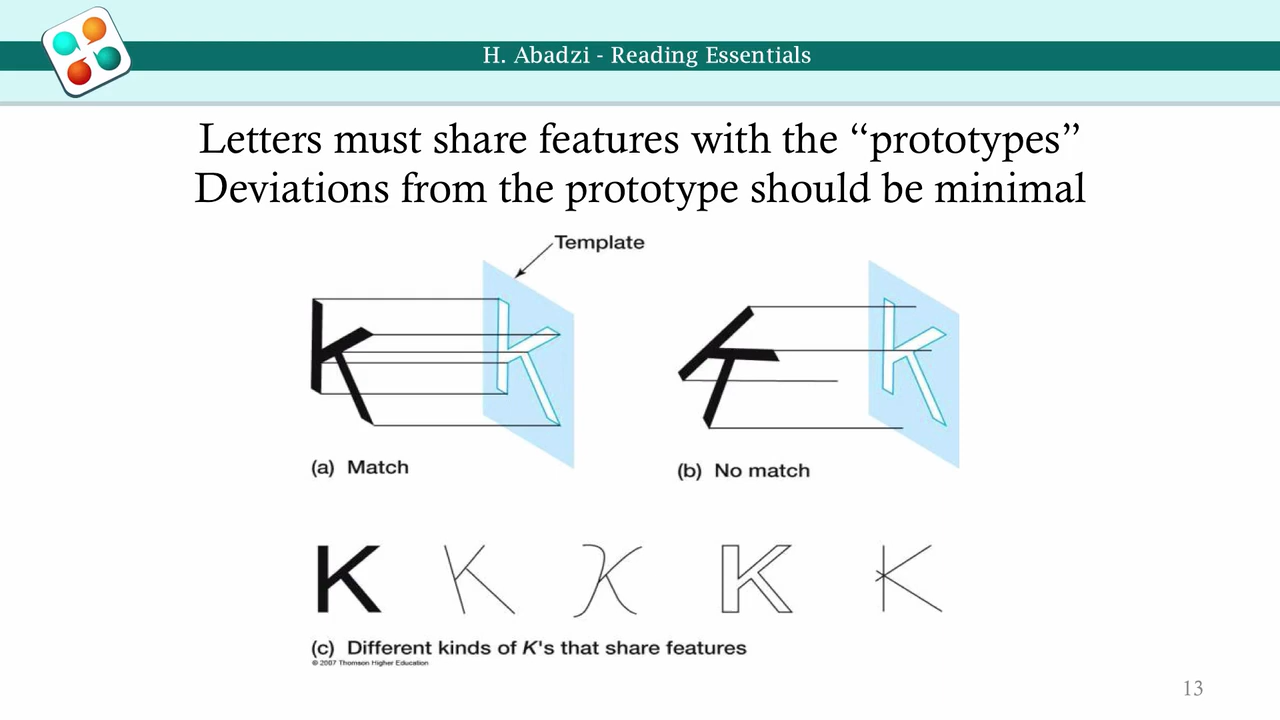 H. Abadzi - Reading Essentials
Letters must share features with the “prototypes”
Deviations from the prototype should be minimal
Template
(a) Match
(b) No match
K K K K K
(c) Different kinds of K's that share features
© 2007 Thomson Higher Education
13